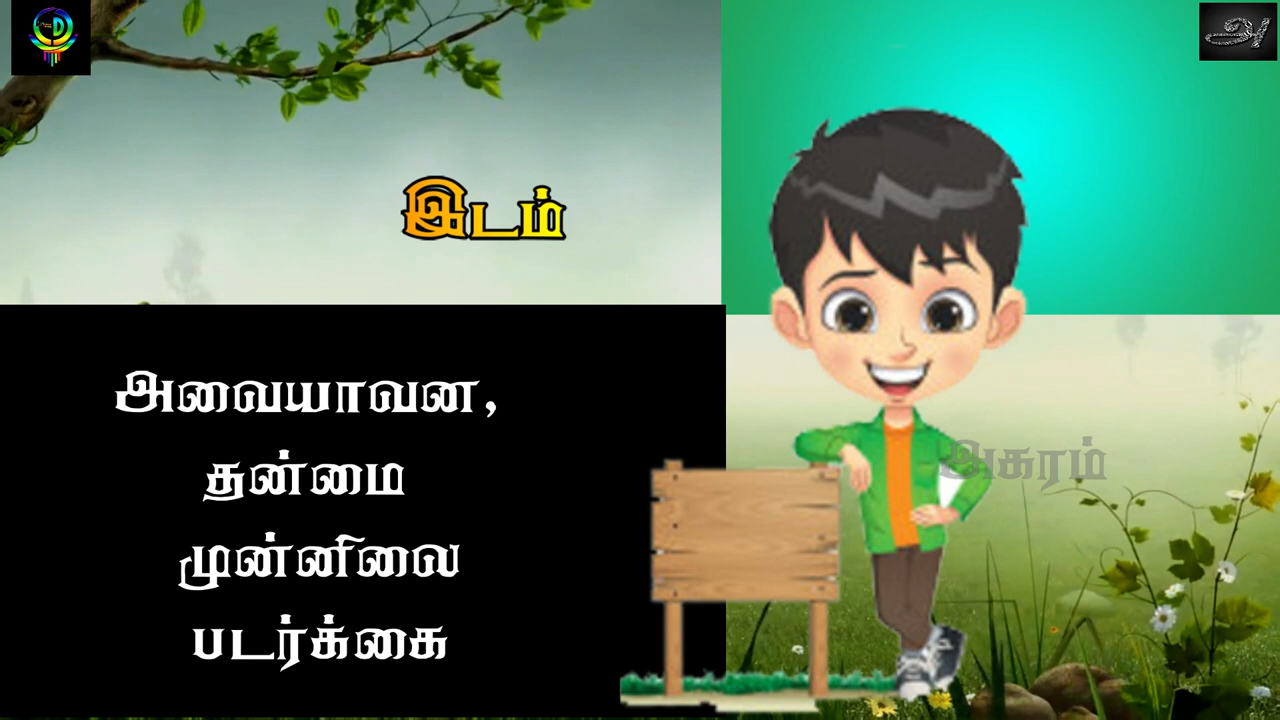 இடம்
அவையாவன,
தன்மை
முன்னிலை
படர்க்கை
அகரம்